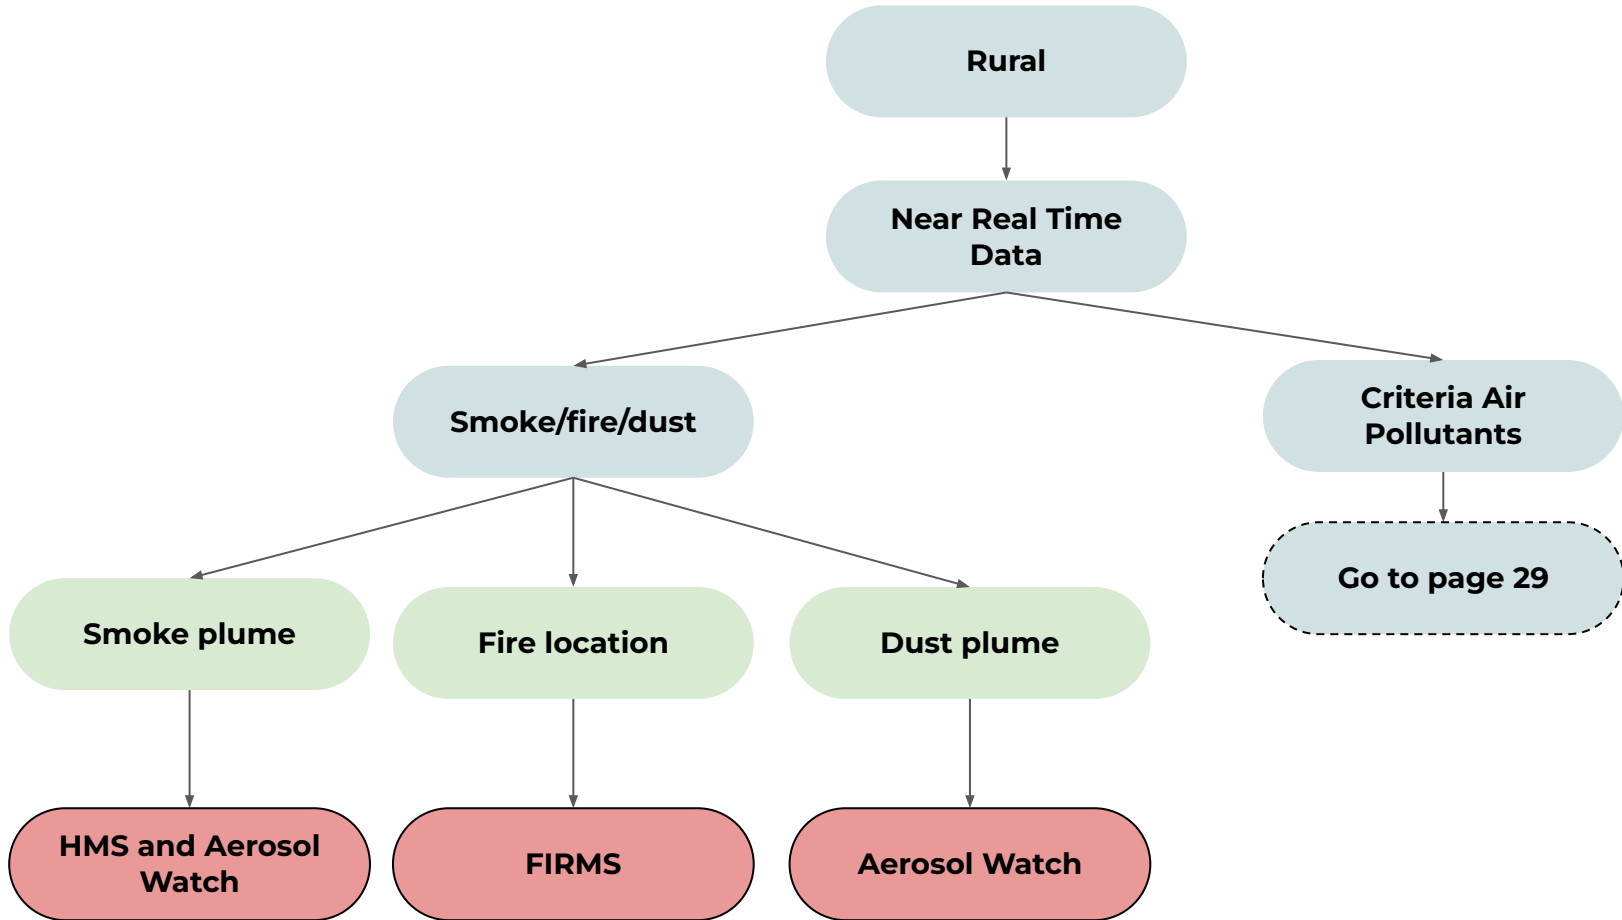 Rural
Near Real Time
Data
Smoke/fire/dust
Criteria Air
Pollutants
Go to page 29
Smoke plume
Fire location
Dust plume
HMS and Aerosol
Watch
FIRMS
Aerosol Watch